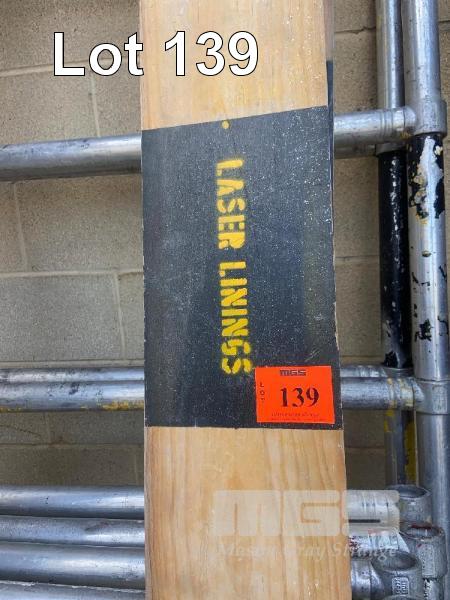 Lot 139
LASER LININGS
MGS
LOT
139
MGS
Mason Gray Strange